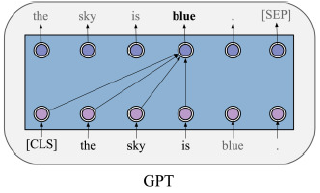 the sky is blue . [SEP]
[CLS] the sky is blue .
GPT